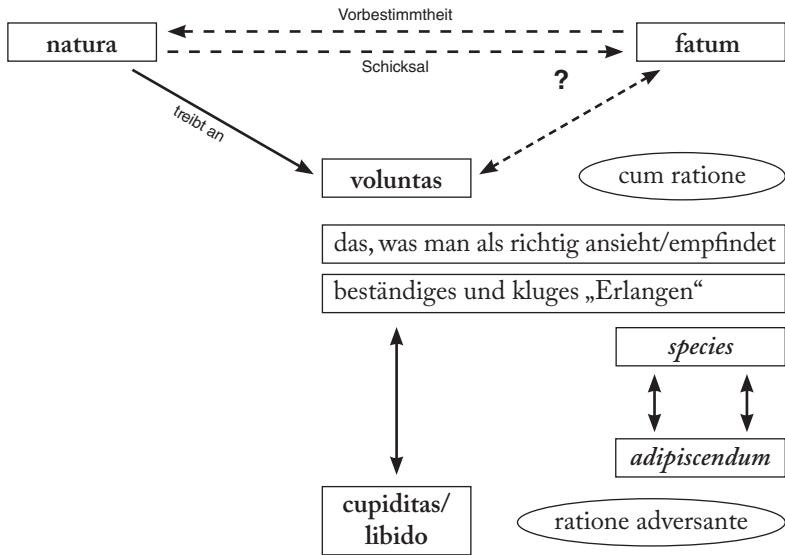 Vorbestimmtheit
natura
fatum
Schicksal
?
treibt an
voluntas
cum ratione
das, was man als richtig ansieht/empfindet
beständiges und kluges „Erlangen“
species
adipiscendum
cupiditas/
libido
ratione adversante